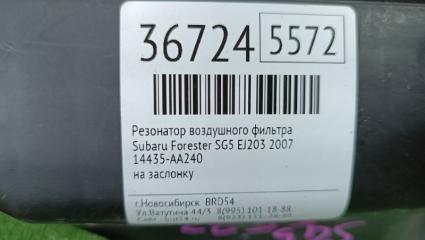 36724 5572
Резонатор воздушного фильтра
Subaru Forester SG5 EJ203 2007
14435-AA240
на заслонку
г.Новосибирск BRD54
Ул.Ватутина 44/3 8(995) 101-18-88